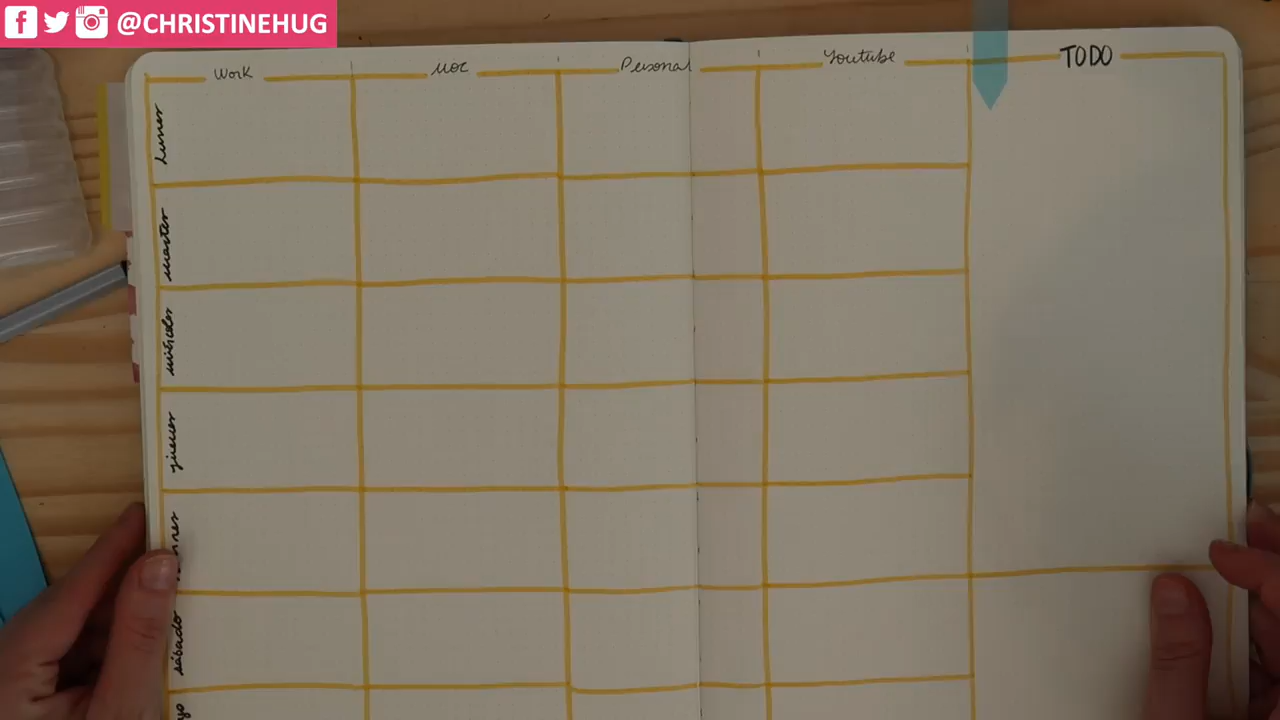 @CHRISTINEHUG
Work
UOC
Personal
Youtube
TODO
lunes
martes
miércoles
jueves
sábado